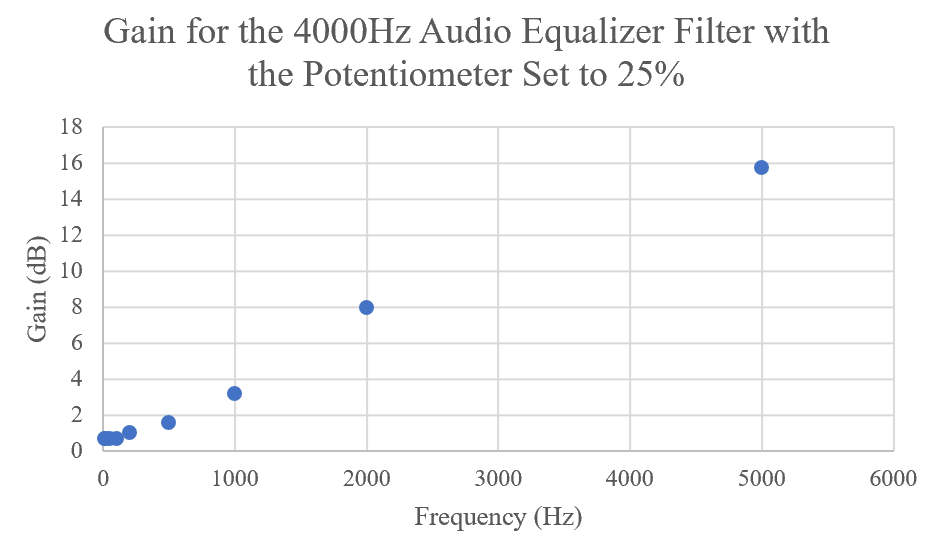 Gain for the 4000Hz Audio Equalizer Filter with
the Potentiometer Set to 25%
18
16
14
12
10
8
6
4
2
0
Gain (dB)
0 1000 2000 3000 4000 5000 6000
Frequency (Hz)